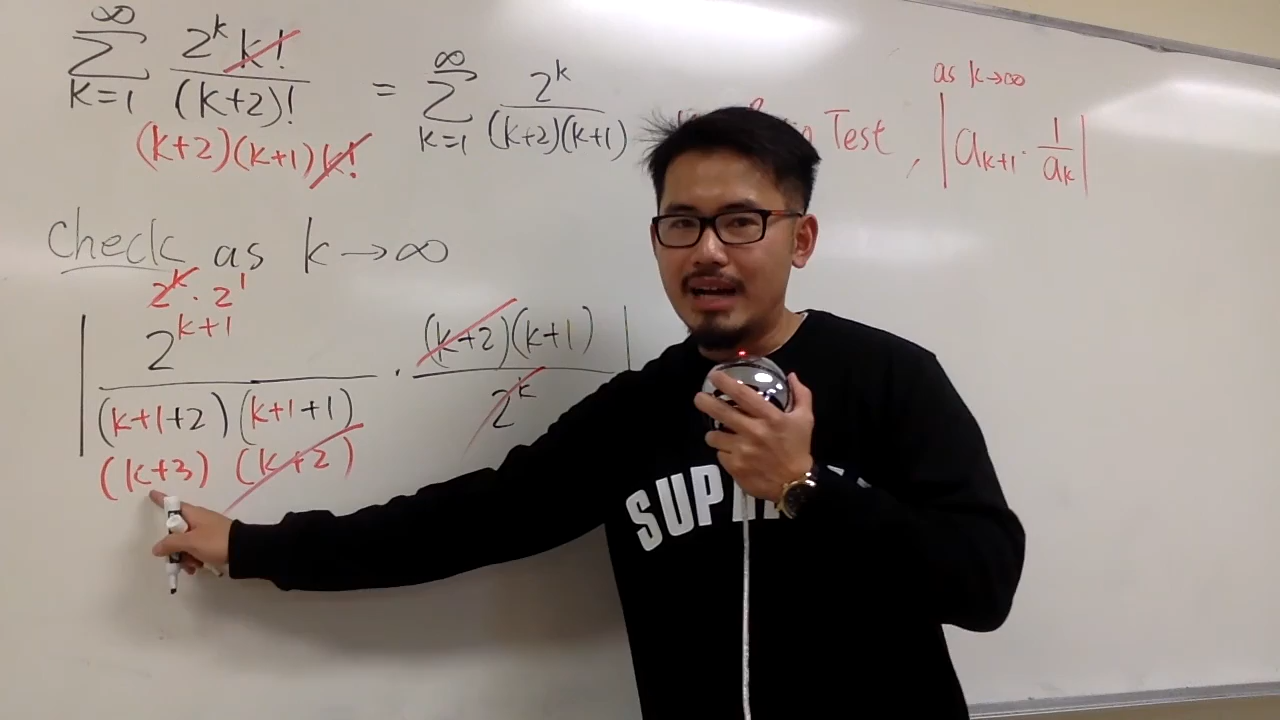 ∞ ∑ k=1 2^k k! / (k+2)! = ∞ ∑ k=1 2^k / (k+2)(k+1)
(k+2)(k+1)k!
as k→∞
Test, | a_{k+1} · 1/a_k |
Check as k→∞
2^k · 2^1
| 2^{k+1} / (k+1+2)(k+1+1) · (k+2)(k+1) / 2^k |
(k+3) (k+2)